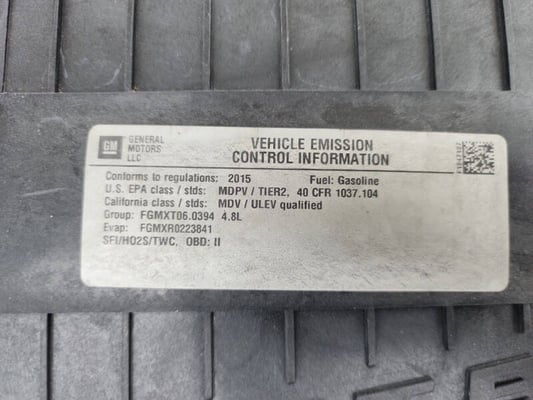 GM GENERAL MOTORS LLC
VEHICLE EMISSION
CONTROL INFORMATION
Conforms to regulations: 2015 Fuel: Gasoline
U.S. EPA class / stds: MDPV / TIER2, 40 CFR 1037.104
California class / stds: MDV / ULEV qualified
Group: FGMXT06.0394 4.8L
Evap: FGMXR0223841
SFI/HO2S/TWC, OBD: II